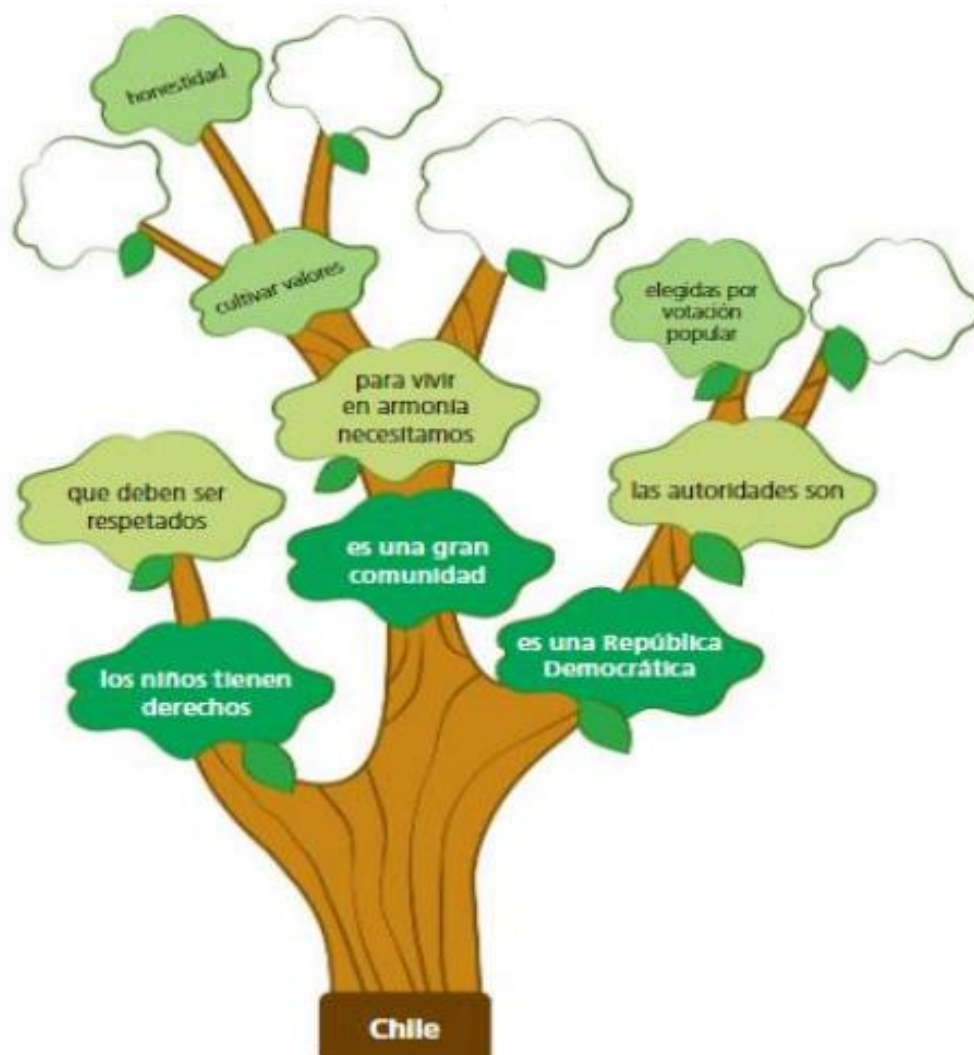 honestidad
cultivar valores
elegidas por
votación
popular
para vivir
en armonía
necesitamos
que deben ser
respetados
las autoridades son
es una gran
comunidad
es una República
Democrática
los niños tienen
derechos
Chile